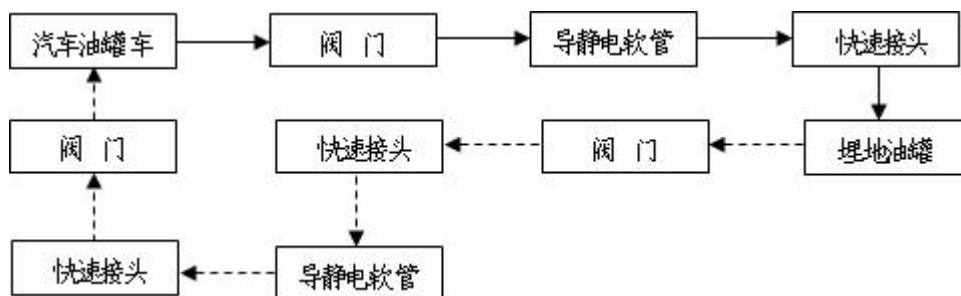 汽车油罐车
阀 门
导静电软管
快速接头
阀 门
快速接头
阀 门
埋地油罐
快速接头
导静电软管